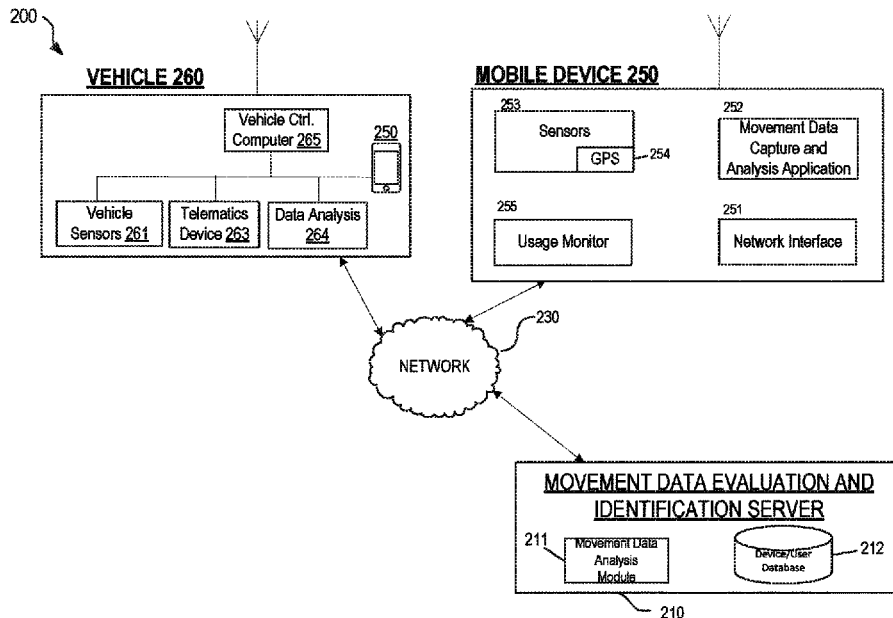 200
VEHICLE 260
Vehicle Ctrl.
Computer 265
250
Vehicle
Sensors 261
Telematics
Device 263
Data Analysis
264
MOBILE DEVICE 250
253
Sensors
GPS
254
252
Movement Data
Capture and
Analysis Application
255
Usage Monitor
251
Network Interface
230
NETWORK
MOVEMENT DATA EVALUATION AND
IDENTIFICATION SERVER
211
Movement Data
Analysis
Module
Device/User
Database
212
210